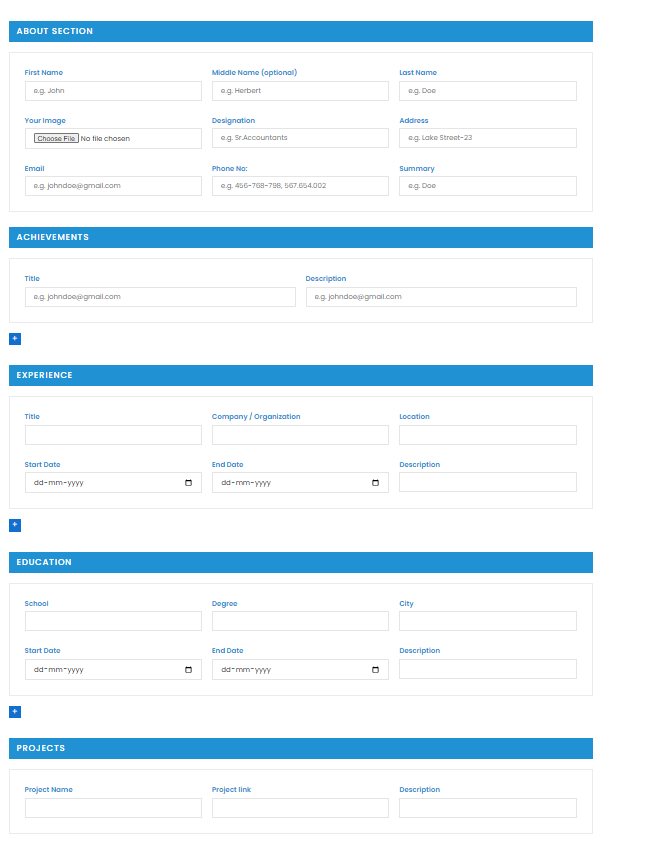 ABOUT SECTION
First Name Middle Name (optional) Last Name
e.g. John e.g. Herbert e.g. Doe
Your Image Designation Address
Choose File No file chosen e.g. Sr.Accountants e.g. Lake Street-23
Email Phone No: Summary
e.g. johndoe@gmail.com e.g. 456-768-798, 567.654.002 e.g. Doe
ACHIEVEMENTS
Title Description
e.g. johndoe@gmail.com e.g. johndoe@gmail.com
+
EXPERIENCE
Title Company / Organization Location
Start Date End Date Description
dd-mm-yyyy dd-mm-yyyy
+
EDUCATION
School Degree City
Start Date End Date Description
dd-mm-yyyy dd-mm-yyyy
+
PROJECTS
Project Name Project link Description